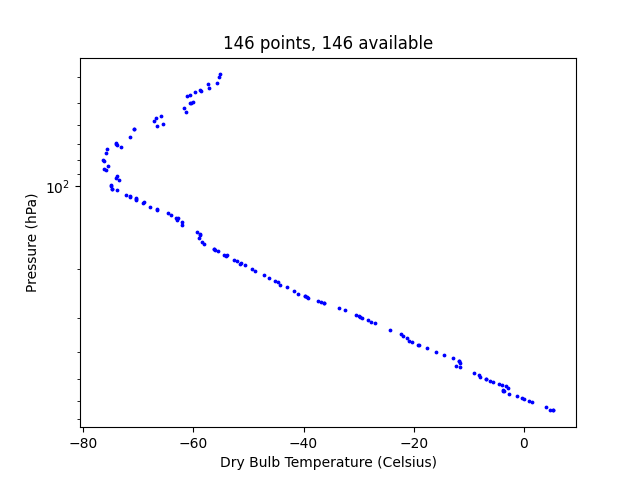 146 points, 146 available
Pressure (hPa)
10²
−80
−60
−40
−20
0
Dry Bulb Temperature (Celsius)